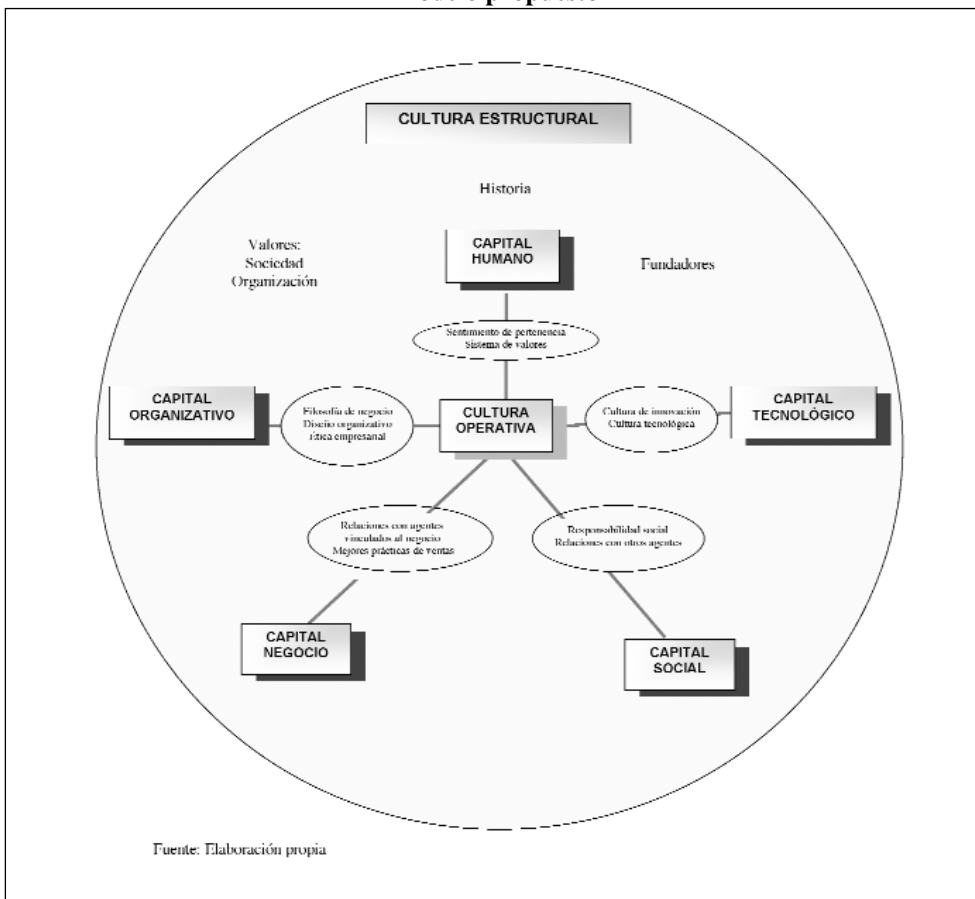 propuesto
CULTURA ESTRUCTURAL
Historia
Valores:
Sociedad
Organización
CAPITAL
HUMANO
Fundadores
Sentimiento de pertenencia
Sistema de valores
CAPITAL
ORGANIZATIVO
Filosofía de negocio
Diseño organizativo
Ética empresarial
CULTURA
OPERATIVA
Cultura de innovación
Cultura tecnológica
CAPITAL
TECNOLÓGICO
Relaciones con agentes
vinculados al negocio
Mejores prácticas de ventas
Responsabilidad social
Relaciones con otros agentes
CAPITAL
NEGOCIO
CAPITAL
SOCIAL
Fuente: Elaboración propia